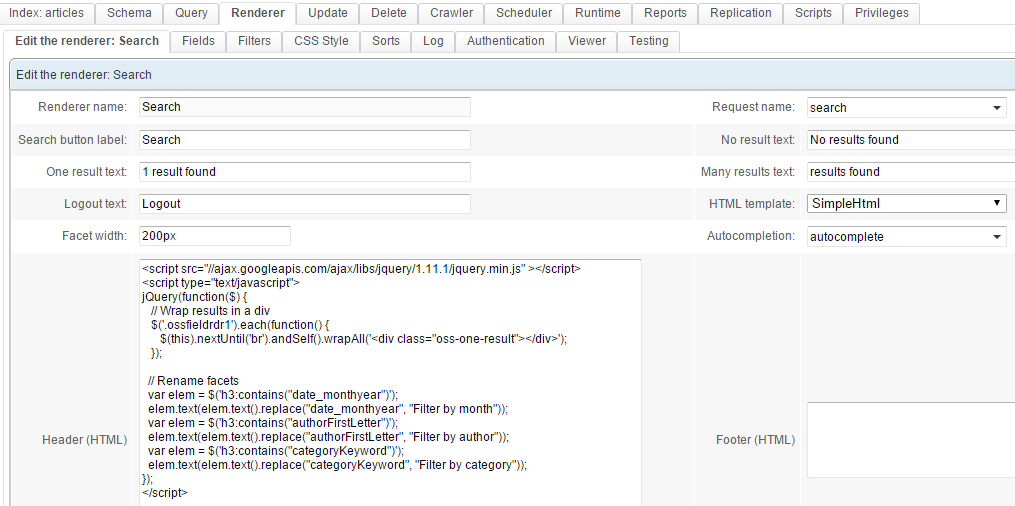 Index: articles Schema Query Renderer Update Delete Crawler Scheduler Runtime Reports Replication Scripts Privileges
Edit the renderer: Search Fields Filters CSS Style Sorts Log Authentication Viewer Testing
Edit the renderer: Search
Renderer name: Search Request name: search
Search button label: Search No result text: No results found
One result text: 1 result found Many results text: results found
Logout text: Logout HTML template: SimpleHtml
Facet width: 200px Autocompletion: autocomplete
<script src="//ajax.googleapis.com/ajax/libs/jquery/1.11.1/jquery.min.js" ></script>
<script type="text/javascript">
jQuery(function($) {
// Wrap results in a div
$('.ossfieldrdr1').each(function() {
$(this).nextUntil('br').andSelf().wrapAll('<div class="oss-one-result"></div>');
});
// Rename facets
var elem = $('h3:contains("date_monthyear")');
elem.text(elem.text().replace("date_monthyear", "Filter by month"));
var elem = $('h3:contains("authorFirstLetter")');
elem.text(elem.text().replace("authorFirstLetter", "Filter by author"));
Header (HTML) Footer (HTML)
var elem = $('h3:contains("categoryKeyword")');
elem.text(elem.text().replace("categoryKeyword", "Filter by category"));
});
</script>